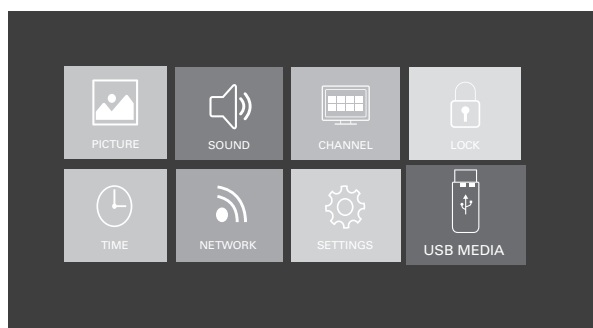 PICTURE
SOUND
CHANNEL
LOCK
TIME
NETWORK
SETTINGS
USB MEDIA